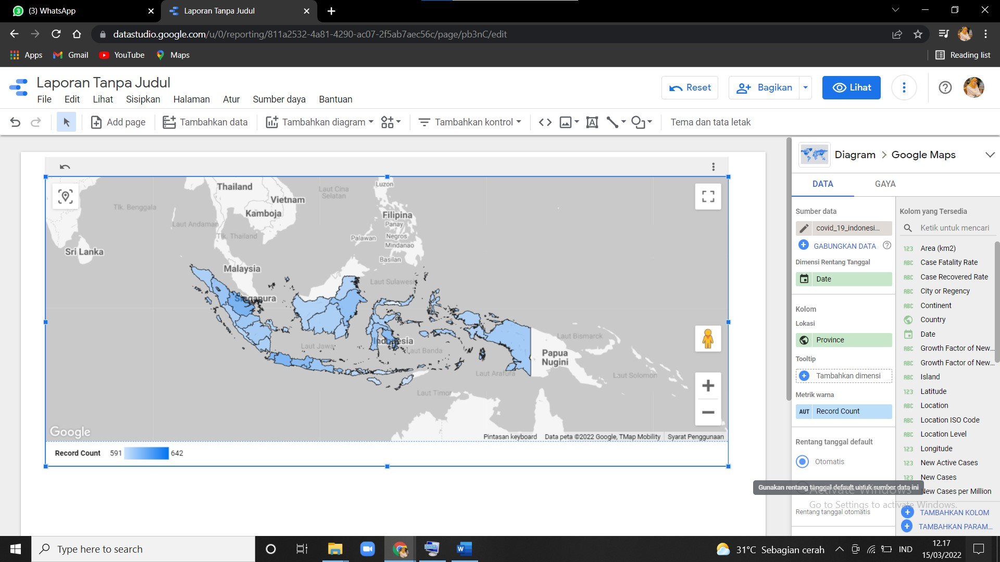 (3) WhatsApp
Laporan Tanpa Judul
datastudio.google.com/u/0/reporting/811a2532-4a81-4290-ac07-2f5ab7aec56c/page/pb3nC/edit
Apps Gmail YouTube Maps Reading list
Laporan Tanpa Judul
File Edit Lihat Sisipkan Halaman Atur Sumber daya Bantuan
Reset Bagikan Lihat
Add page Tambahkan data Tambahkan diagram Tambahkan kontrol Tema dan tata letak
Thailand
Vietnam
Kamboja
Laut Cina
Selatan
Luzon
Tlk. Benggala
Laut Andaman
Tlk. Thailand
Filipina
Panay
Palawan
Negros
Mindanao
Basilan
Sri Lanka
Malaysia
Laut Sulawesi
Singapura
Indonesia
Laut Jawa
Laut Banda
Laut Bismarck
Papua
Nugini
Laut Arafura
Laut Solomon
Laut Timor
Google
Pintasan keyboard Data peta ©2022 Google, TMap Mobility Syarat Penggunaan
Record Count 591 642
Diagram > Google Maps
DATA GAYA
Sumber data
covid_19_indonesi...
GABUNGKAN DATA
Dimensi Rentang Tanggal
Date
Kolom
Lokasi
Province
Tooltip
Tambahkan dimensi
Metrik warna
AUT Record Count
Rentang tanggal default
Otomatis
Gunakan rentang tanggal default untuk sumber data ini
Rentang tanggal otomatis
Kolom yang Tersedia
Ketik untuk mencari
123 Area (km2)
ABC Case Fatality Rate
ABC Case Recovered Rate
ABC City or Regency
ABC Continent
Country
Date
ABC Growth Factor of New...
ABC Growth Factor of New...
ABC Island
123 Latitude
ABC Location
ABC Location ISO Code
ABC Location Level
123 Longitude
123 New Active Cases
123 New Cases
New Cases per Million
Activate Windows
Go to Settings to activate Windows.
TAMBAHKAN KOLOM
TAMBAHKAN PARAM...
Type here to search
31°C Sebagian cerah
IND
12.17
15/03/2022